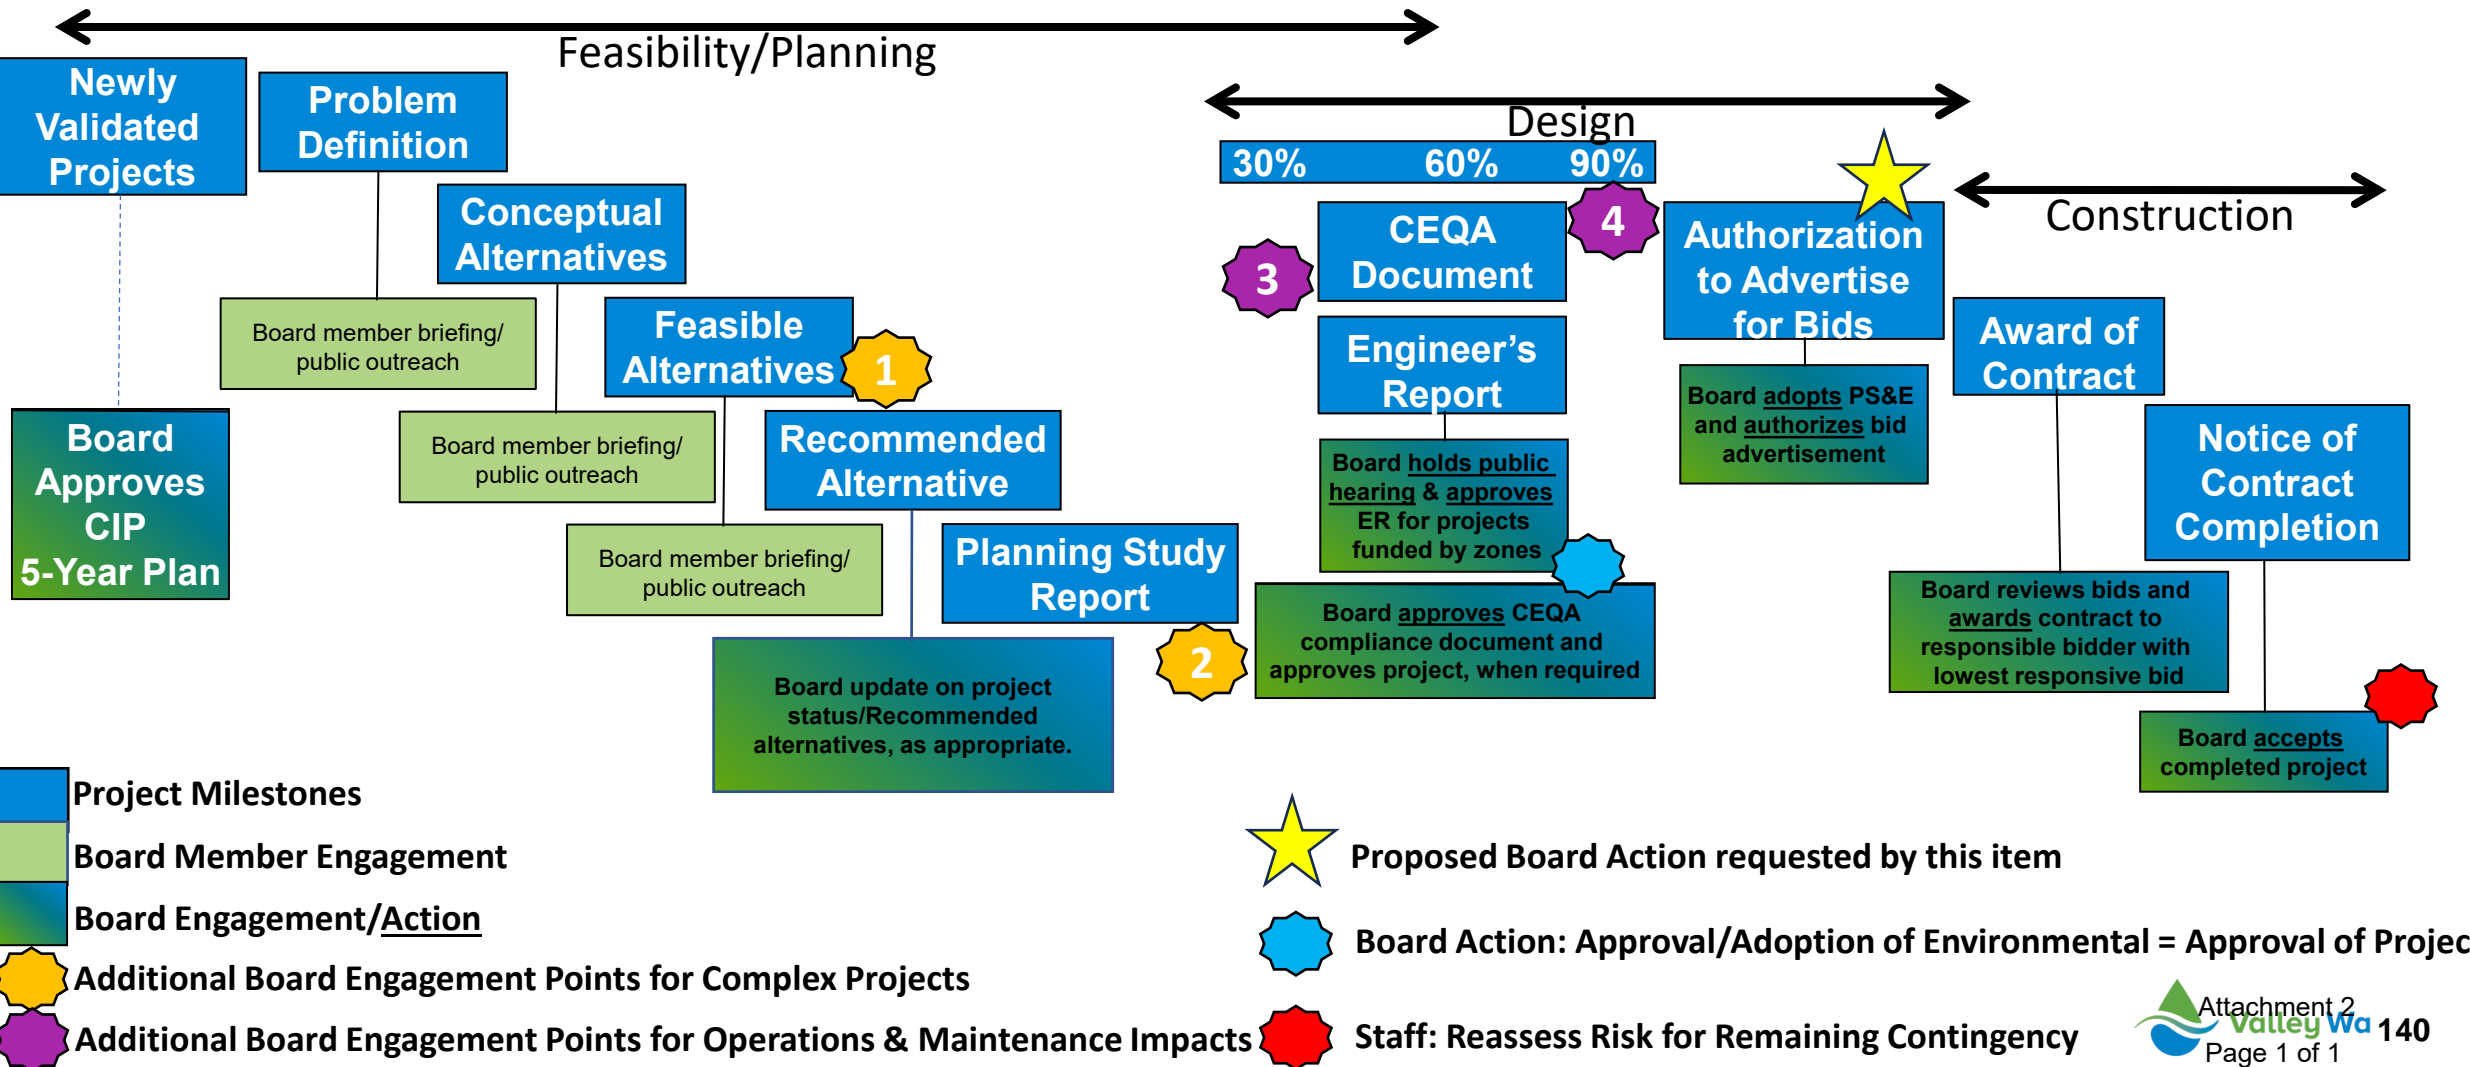 Feasibility/Planning
Newly
Validated
Projects
Problem
Definition
Conceptual
Alternatives
Feasible
Alternatives
1
Recommended
Alternative
Planning Study
Report
2
Board
Approves
CIP
5-Year Plan
Board member briefing/
public outreach
Board member briefing/
public outreach
Board member briefing/
public outreach
Board update on project
status/Recommended
alternatives, as appropriate.
Design
30% 60% 90%
3
4
CEQA
Document
Engineer’s
Report
Board holds public
hearing & approves
ER for projects
funded by zones
Board approves CEQA
compliance document and
approves project, when required
Authorization
to Advertise
for Bids
Board adopts PS&E
and authorizes bid
advertisement
Construction
Award of
Contract
Board reviews bids and
awards contract to
responsible bidder with
lowest responsive bid
Notice of
Contract
Completion
Board accepts
completed project
Project Milestones
Board Member Engagement
Board Engagement/Action
Additional Board Engagement Points for Complex Projects
Additional Board Engagement Points for Operations & Maintenance Impacts
Proposed Board Action requested by this item
Board Action: Approval/Adoption of Environmental = Approval of Projec
Staff: Reassess Risk for Remaining Contingency
Attachment 2
Valley Wa
140
Page 1 of 1